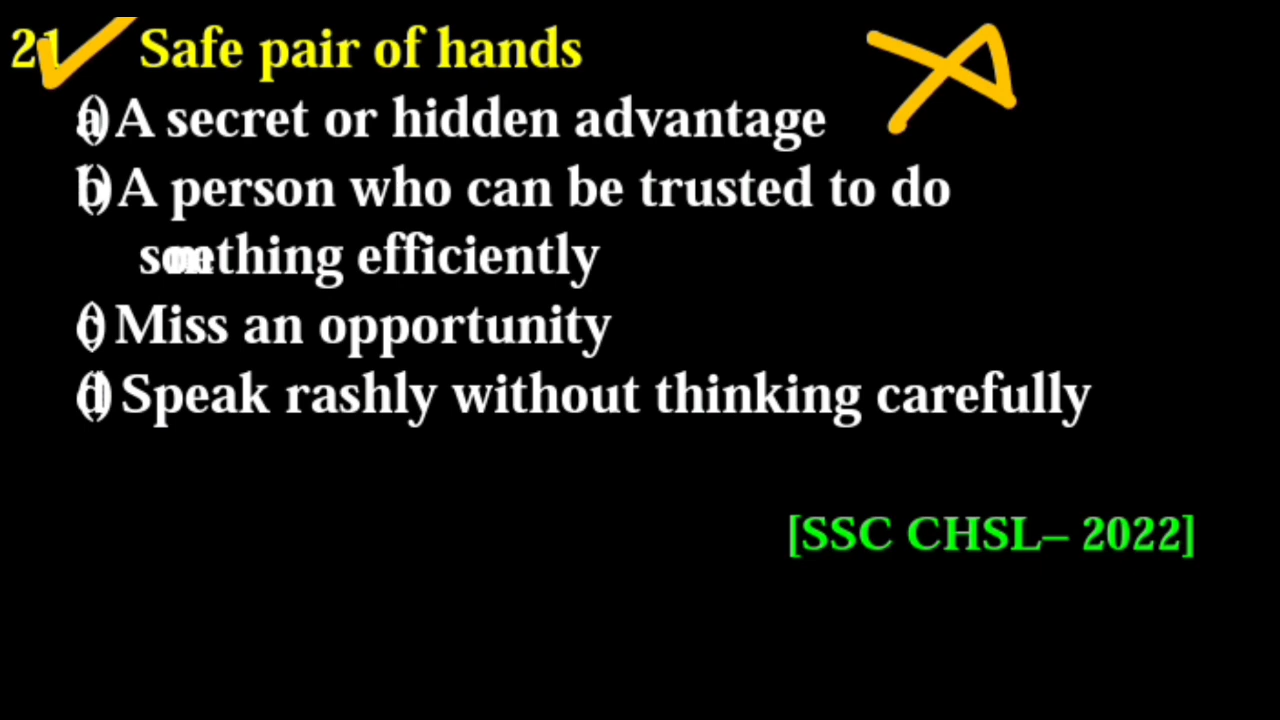 21 Safe pair of hands
a) A secret or hidden advantage
b) A person who can be trusted to do
something efficiently
c) Miss an opportunity
d) Speak rashly without thinking carefully
[SSC CHSL– 2022]